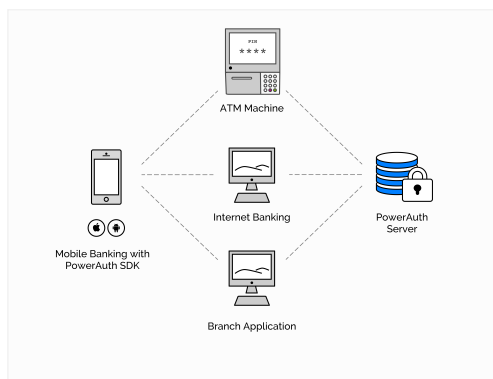 PIN
****
ATM Machine
Internet Banking
PowerAuth
Server
Mobile Banking with
PowerAuth SDK
Branch Application